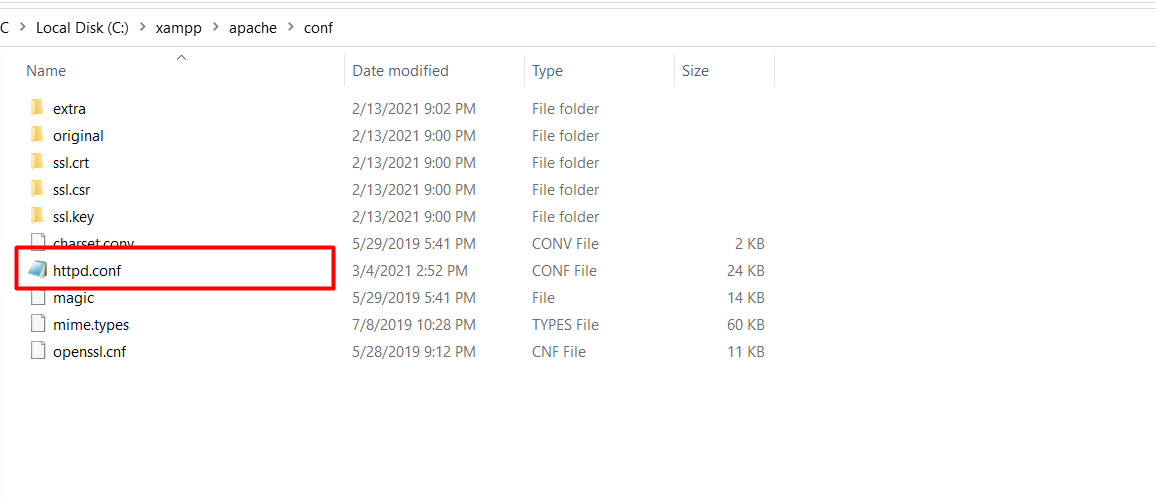 C > Local Disk (C:) > xampp > apache > conf
Name Date modified Type Size
extra 2/13/2021 9:02 PM File folder
original 2/13/2021 9:00 PM File folder
ssl.crt 2/13/2021 9:00 PM File folder
ssl.csr 2/13/2021 9:00 PM File folder
ssl.key 2/13/2021 9:00 PM File folder
charset.conv 5/29/2019 5:41 PM CONV File 2 KB
httpd.conf 3/4/2021 2:52 PM CONF File 24 KB
magic 5/29/2019 5:41 PM File 14 KB
mime.types 7/8/2019 10:28 PM TYPES File 60 KB
openssl.cnf 5/28/2019 9:12 PM CNF File 11 KB